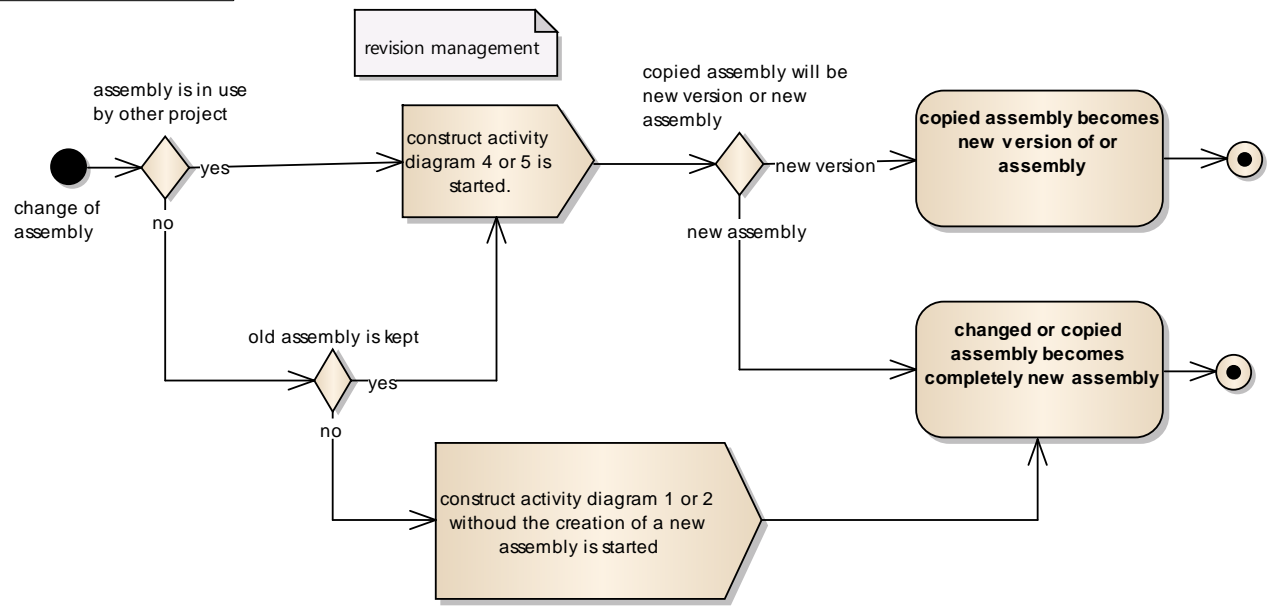 revision management
assembly is in use
by other project
copied assembly will be
new version or new
assembly
construct activity
diagram 4 or 5 is
started.
copied assembly becomes
new version of or
assembly
yes
new version
change of
assembly
no
new assembly
old assembly is kept
changed or copied
assembly becomes
completely new assembly
yes
no
construct activity diagram 1 or 2
withoud the creation of a new
assembly is started